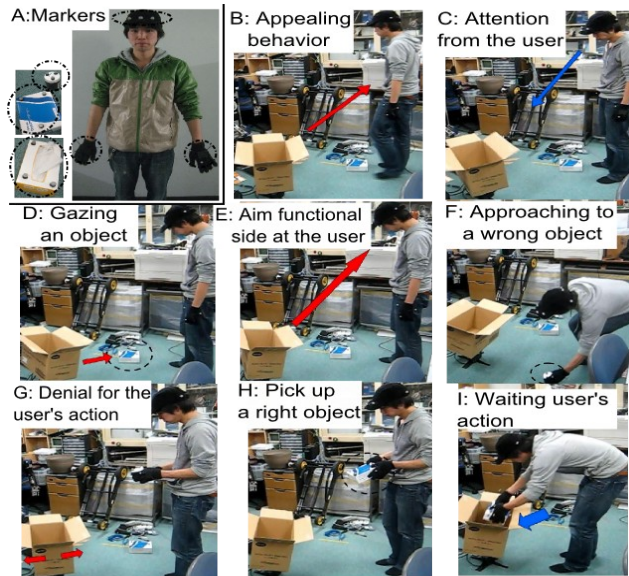 A:Markers
B: Appealing
behavior
C: Attention
from the user
D: Gazing
an object
E: Aim functional
side at the user
F: Approaching to
a wrong object
G: Denial for the
user's action
H: Pick up
a right object
I: Waiting user's
action